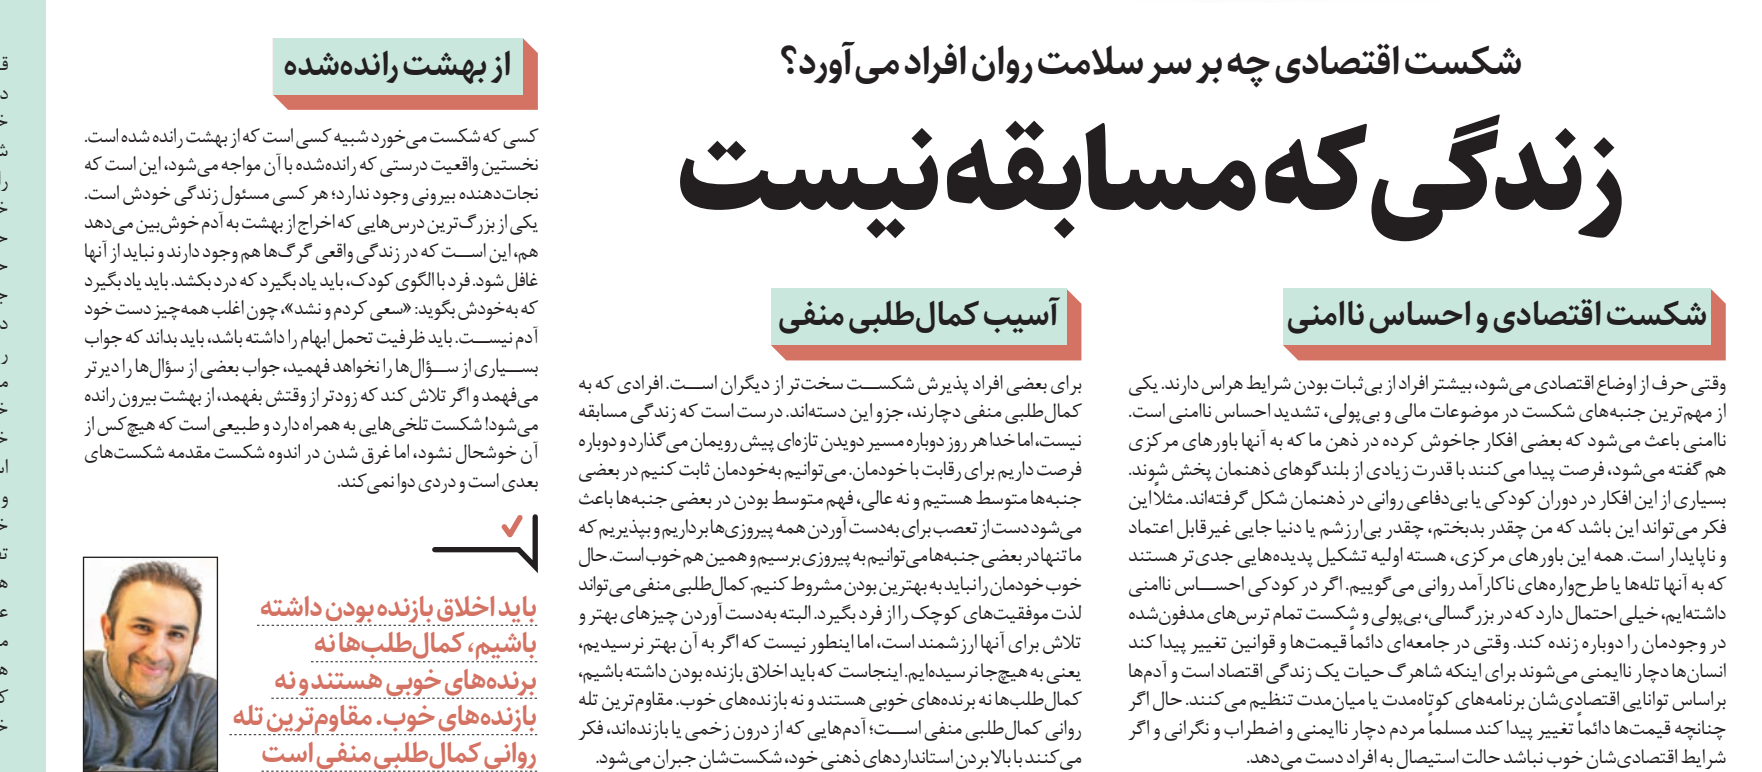 شکست اقتصادی چه بر سر سلامت روان افراد می‌آورد؟
زندگی که مسابقه نیست
شکست اقتصادی و احساس ناامنی
وقتی حرف از اوضاع اقتصادی می‌شود، بیشتر افراد از بی‌ثبات بودن شرایط هراس دارند. یکی
از مهم‌ترین جنبه‌های شکست در موضوعات مالی و بی‌پولی، تشدید احساس ناامنی است.
ناامنی باعث می‌شود که بعضی افکار جاخوش کرده در ذهن ما که به آنها باورهای مرکزی
هم گفته می‌شود، فرصت پیدا می‌کنند با قدرت زیادی از بلندگوهای ذهنمان پخش شوند.
بسیاری از این افکار در دوران کودکی یا بی‌دفاعی روانی در ذهنمان شکل گرفته‌اند. مثلاً این
فکر می‌تواند این باشد که من چقدر بدبختم، چقدر بی‌ارزشم یا دنیا جایی غیرقابل اعتماد
و ناپایدار است. همه این باورهای مرکزی، هسته اولیه تشکیل پدیده‌هایی جدی‌تر هستند
که به آنها تله‌ها یا طرحواره‌های ناکارآمد روانی می‌گوییم. اگر در کودکی احساس ناامنی
داشته‌ایم، خیلی احتمال دارد که در بزرگسالی، بی‌پولی و شکست تمام ترس‌های مدفون‌شده
در وجودمان را دوباره زنده کند. وقتی در جامعه‌ای دائماً قیمت‌ها و قوانین تغییر پیدا کند
انسان‌ها دچار ناایمنی می‌شوند برای اینکه شاهرگ حیات یک زندگی اقتصاد است و آدم‌ها
براساس توانایی اقتصادی‌شان برنامه‌های کوتاه‌مدت یا میان‌مدت تنظیم می‌کنند. حال اگر
چنانچه قیمت‌ها دائماً تغییر پیدا کند مسلماً مردم دچار ناایمنی و اضطراب و نگرانی و اگر
شرایط اقتصادی‌شان خوب نباشد حالت استیصال به افراد دست می‌دهد.
آسیب کمال‌طلبی منفی
برای بعضی افراد پذیرش شکست سخت‌تر از دیگران است. افرادی که به
کمال‌طلبی منفی دچارند، جزو این دسته‌اند. درست است که زندگی مسابقه
نیست، اما خدا هر روز دوباره مسیر دویدن تازه‌ای پیش رویمان می‌گذارد و دوباره
فرصت داریم برای رقابت با خودمان. می‌توانیم به‌خودمان ثابت کنیم در بعضی
جنبه‌ها متوسط هستیم و نه عالی، فهم متوسط بودن در بعضی جنبه‌ها باعث
می‌شود دست از تعصب برای به‌دست آوردن همه پیروزی‌ها برداریم و بپذیریم که
ما تنها در بعضی جنبه‌ها می‌توانیم به پیروزی برسیم و همین هم خوب است. حال
خوب خودمان را نباید به بهترین بودن مشروط کنیم. کمال‌طلبی منفی می‌تواند
لذت موفقیت‌های کوچک را از فرد بگیرد. البته به‌دست آوردن چیزهای بهتر و
تلاش برای آنها ارزشمند است، اما اینطور نیست که اگر به آن بهتر نرسیدیم،
یعنی به هیچ‌جا نرسیده‌ایم. اینجاست که باید اخلاق بازنده بودن داشته باشیم،
کمال‌طلب‌ها نه برنده‌های خوبی هستند و نه بازنده‌های خوب. مقاوم‌ترین تله
روانی کمال‌طلبی منفی است؛ آدم‌هایی که از درون زخمی یا بازنده‌اند، فکر
می‌کنند با بالا بردن استانداردهای ذهنی خود، شکست‌شان جبران می‌شود.
از بهشت رانده‌شده
کسی که شکست می‌خورد شبیه کسی است که از بهشت رانده شده است.
نخستین واقعیت درستی که رانده‌شده با آن مواجه می‌شود، این است که
نجات‌دهنده بیرونی وجود ندارد؛ هر کسی مسئول زندگی خودش است.
یکی از بزرگ‌ترین درس‌هایی که اخراج از بهشت به آدم خوش‌بین می‌دهد
هم، این است که در زندگی واقعی گرگ‌ها هم وجود دارند و نباید از آنها
غافل شود. فرد با الگوی کودک، باید یاد بگیرد که درد بکشد. باید یاد بگیرد
که به‌خودش بگوید: «سعی کردم و نشد»، چون اغلب همه‌چیز دست خود
آدم نیست. باید ظرفیت تحمل ابهام را داشته باشد، باید بداند که جواب
بسیاری از سؤال‌ها را نخواهد فهمید، جواب بعضی از سؤال‌ها را دیرتر
می‌فهمد و اگر تلاش کند که زودتر از وقتش بفهمد، از بهشت بیرون رانده
می‌شود! شکست تلخی‌هایی به همراه دارد و طبیعی است که هیچ‌کس از
آن خوشحال نشود، اما غرق شدن در اندوه شکست مقدمه شکست‌های
بعدی است و دردی دوا نمی‌کند.
باید اخلاق بازنده بودن داشته
باشیم، کمال‌طلب‌ها نه
برنده‌های خوبی هستند و نه
بازنده‌های خوب. مقاوم‌ترین تله
روانی کمال‌طلبی منفی است